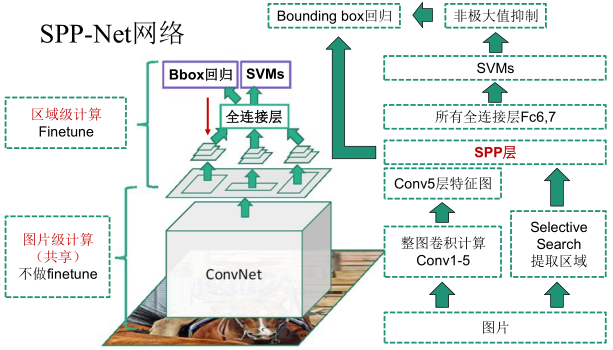 SPP-Net网络
Bounding box回归
非极大值抑制
Bbox回归
SVMs
SVMs
区域级计算
Finetune
全连接层
所有全连接层Fc6,7
SPP层
Conv5层特征图
图片级计算
（共享）
不做finetune
ConvNet
整图卷积计算
Conv1-5
Selective
Search
提取区域
图片